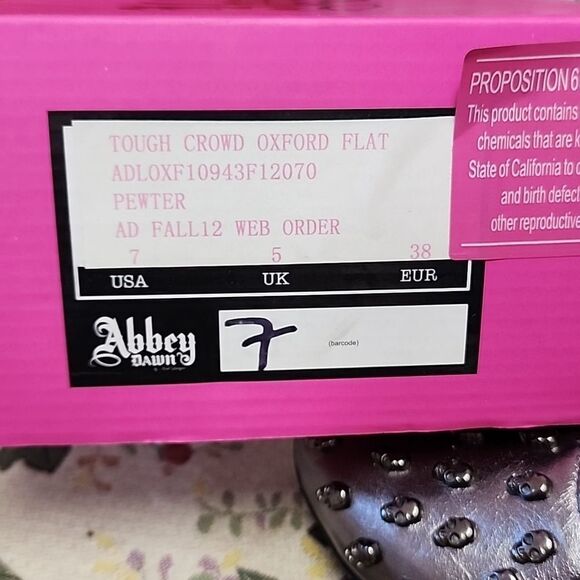 TOUGH CROWD OXFORD FLAT
ADLOXF10943F12070
PEWTER
AD FALL12 WEB ORDER
7 5 38
USA UK EUR
Abbey
DAWN
7
(barcode)
PROPOSITION 6
This product contains
chemicals that are k
State of California to c
and birth defect
other reproductive